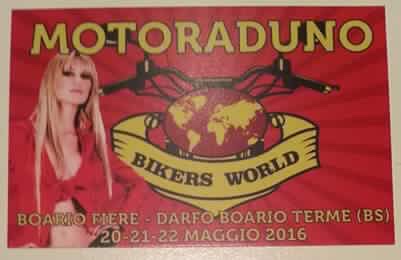 MOTORADUNO
BIKERS WORLD
BOARIO FIERE - DARFO BOARIO TERME (BS)
20-21-22 MAGGIO 2016